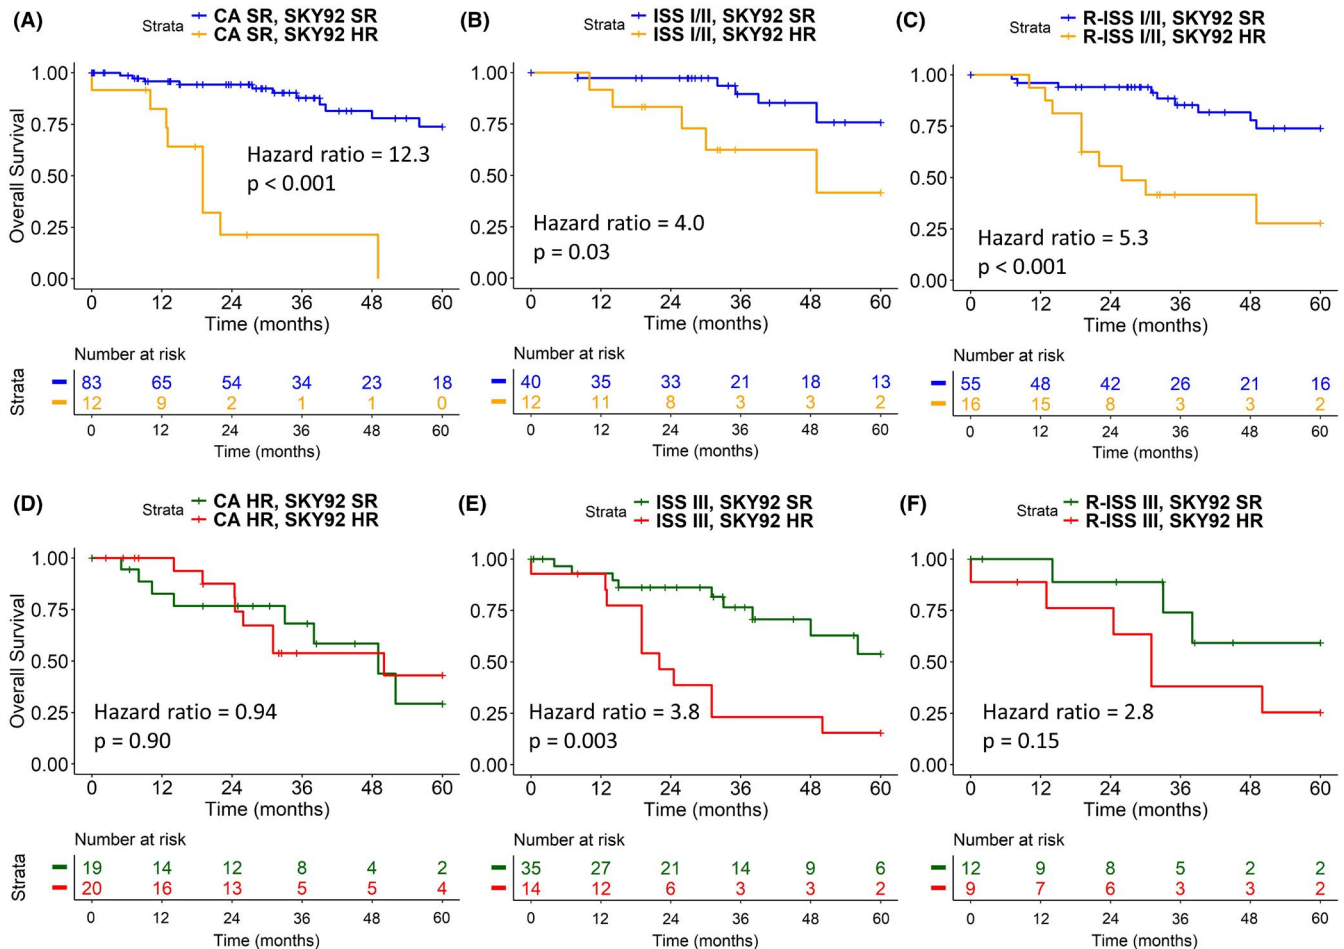 (A) Strata CA SR, SKY92 SR
CA SR, SKY92 HR
1.00
0.75
0.50
0.25
0.00
Overall Survival
Hazard ratio = 12.3
p < 0.001
0 12 24 36 48 60
Time (months)
Number at risk
Strata
83 65 54 34 23 18
12 9 2 1 1 0
0 12 24 36 48 60
Time (months)
(B) Strata ISS I/II, SKY92 SR
ISS I/II, SKY92 HR
1.00
0.75
0.50
0.25
0.00
Hazard ratio = 4.0
p = 0.03
0 12 24 36 48 60
Time (months)
Number at risk
40 35 33 21 18 13
12 11 8 3 3 2
0 12 24 36 48 60
Time (months)
(C) Strata R-ISS I/II, SKY92 SR
R-ISS I/II, SKY92 HR
1.00
0.75
0.50
0.25
0.00
Hazard ratio = 5.3
p < 0.001
0 12 24 36 48 60
Time (months)
Number at risk
55 48 42 26 21 16
16 15 8 3 3 2
0 12 24 36 48 60
Time (months)
(D) Strata CA HR, SKY92 SR
CA HR, SKY92 HR
1.00
0.75
0.50
0.25
0.00
Overall Survival
Hazard ratio = 0.94
p = 0.90
0 12 24 36 48 60
Time (months)
Number at risk
Strata
19 14 12 8 4 2
20 16 13 5 5 4
0 12 24 36 48 60
Time (months)
(E) Strata ISS III, SKY92 SR
ISS III, SKY92 HR
1.00
0.75
0.50
0.25
0.00
Hazard ratio = 3.8
p = 0.003
0 12 24 36 48 60
Time (months)
Number at risk
35 27 21 14 9 6
14 12 6 3 3 2
0 12 24 36 48 60
Time (months)
(F) Strata R-ISS III, SKY92 SR
R-ISS III, SKY92 HR
1.00
0.75
0.50
0.25
0.00
Hazard ratio = 2.8
p = 0.15
0 12 24 36 48 60
Time (months)
Number at risk
12 9 8 5 2 2
9 7 6 3 3 2
0 12 24 36 48 60
Time (months)